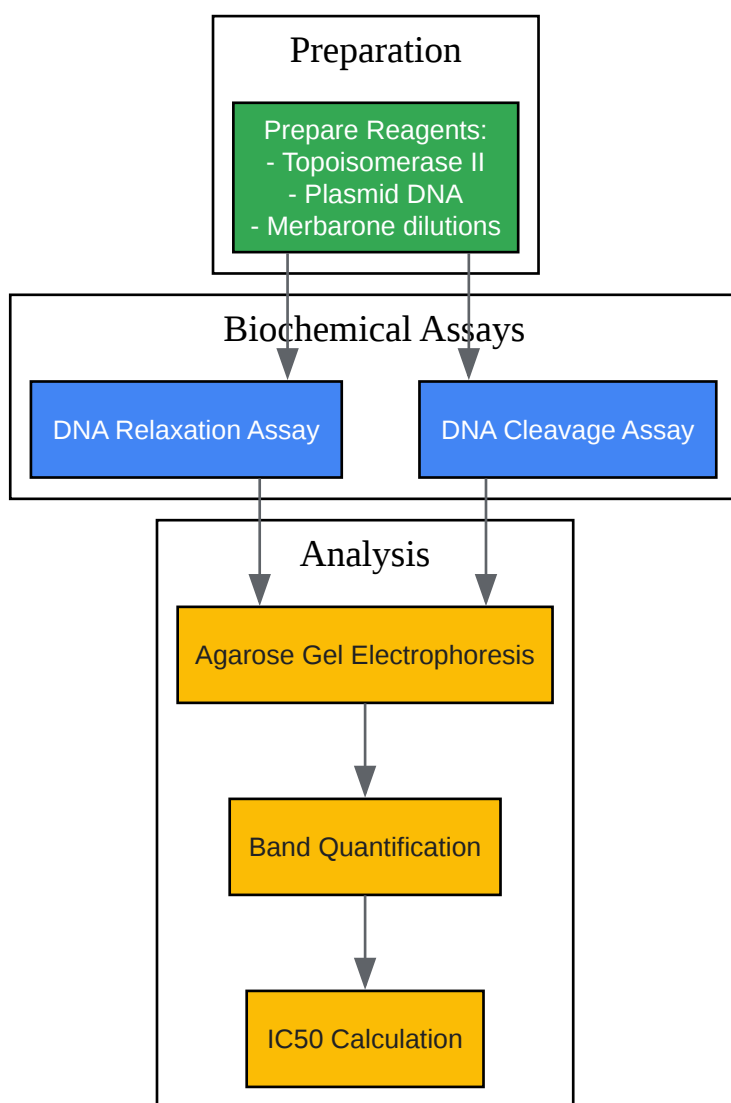 Preparation
Prepare Reagents:
- Topoisomerase II
- Plasmid DNA
- Merbarone dilutions
Biochemical Assays
DNA Relaxation Assay
DNA Cleavage Assay
Analysis
Agarose Gel Electrophoresis
Band Quantification
IC50 Calculation